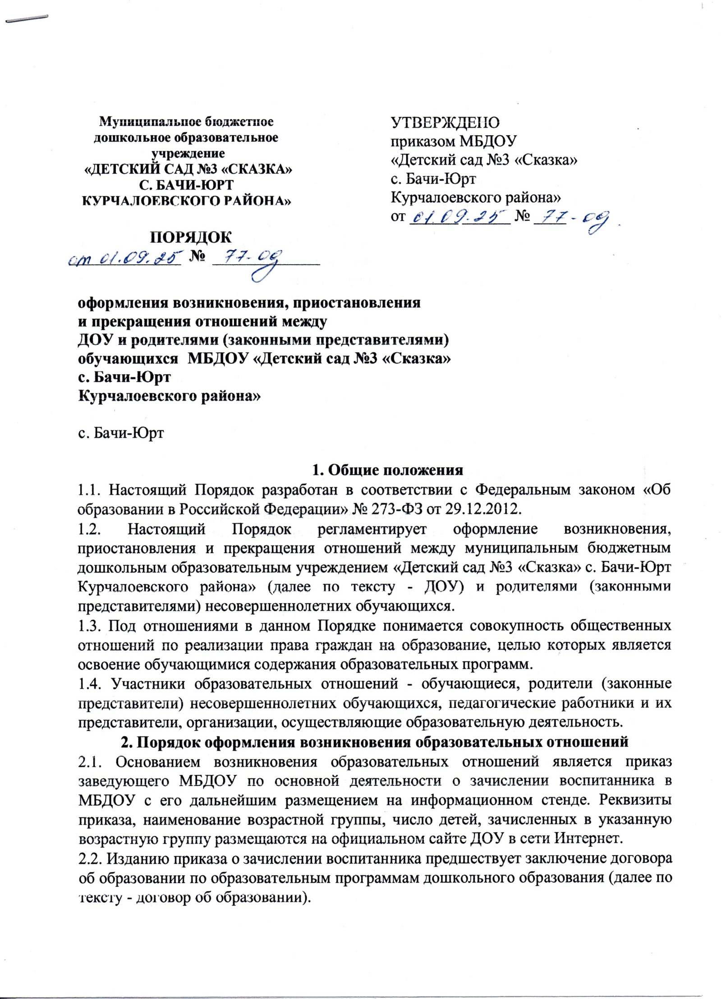 Муниципальное бюджетное
дошкольное образовательное
учреждение
«ДЕТСКИЙ САД №3 «СКАЗКА»
С. БАЧИ-ЮРТ
КУРЧАЛОЕВСКОГО РАЙОНА»
ПОРЯДОК
от 01.09.25 № 77-од
УТВЕРЖДЕНО
приказом МБДОУ
«Детский сад №3 «Сказка»
с. Бачи-Юрт
Курчалоевского района»
от 01.09.25 № 77-од.
оформления возникновения, приостановления
и прекращения отношений между
ДОУ и родителями (законными представителями)
обучающихся МБДОУ «Детский сад №3 «Сказка»
с. Бачи-Юрт
Курчалоевского района»
с. Бачи-Юрт
1. Общие положения
1.1. Настоящий Порядок разработан в соответствии с Федеральным законом «Об
образовании в Российской Федерации» № 273-ФЗ от 29.12.2012.
1.2. Настоящий Порядок регламентирует оформление возникновения,
приостановления и прекращения отношений между муниципальным бюджетным
дошкольным образовательным учреждением «Детский сад №3 «Сказка» с. Бачи-Юрт
Курчалоевского района» (далее по тексту - ДОУ) и родителями (законными
представителями) несовершеннолетних обучающихся.
1.3. Под отношениями в данном Порядке понимается совокупность общественных
отношений по реализации права граждан на образование, целью которых является
освоение обучающимися содержания образовательных программ.
1.4. Участники образовательных отношений - обучающиеся, родители (законные
представители) несовершеннолетних обучающихся, педагогические работники и их
представители, организации, осуществляющие образовательную деятельность.
2. Порядок оформления возникновения образовательных отношений
2.1. Основанием возникновения образовательных отношений является приказ
заведующего МБДОУ по основной деятельности о зачислении воспитанника в
МБДОУ с его дальнейшим размещением на информационном стенде. Реквизиты
приказа, наименование возрастной группы, число детей, зачисленных в указанную
возрастную группу размещаются на официальном сайте ДОУ в сети Интернет.
2.2. Изданию приказа о зачислении воспитанника предшествует заключение договора
об образовании по образовательным программам дошкольного образования (далее по
тексту - договор об образовании).